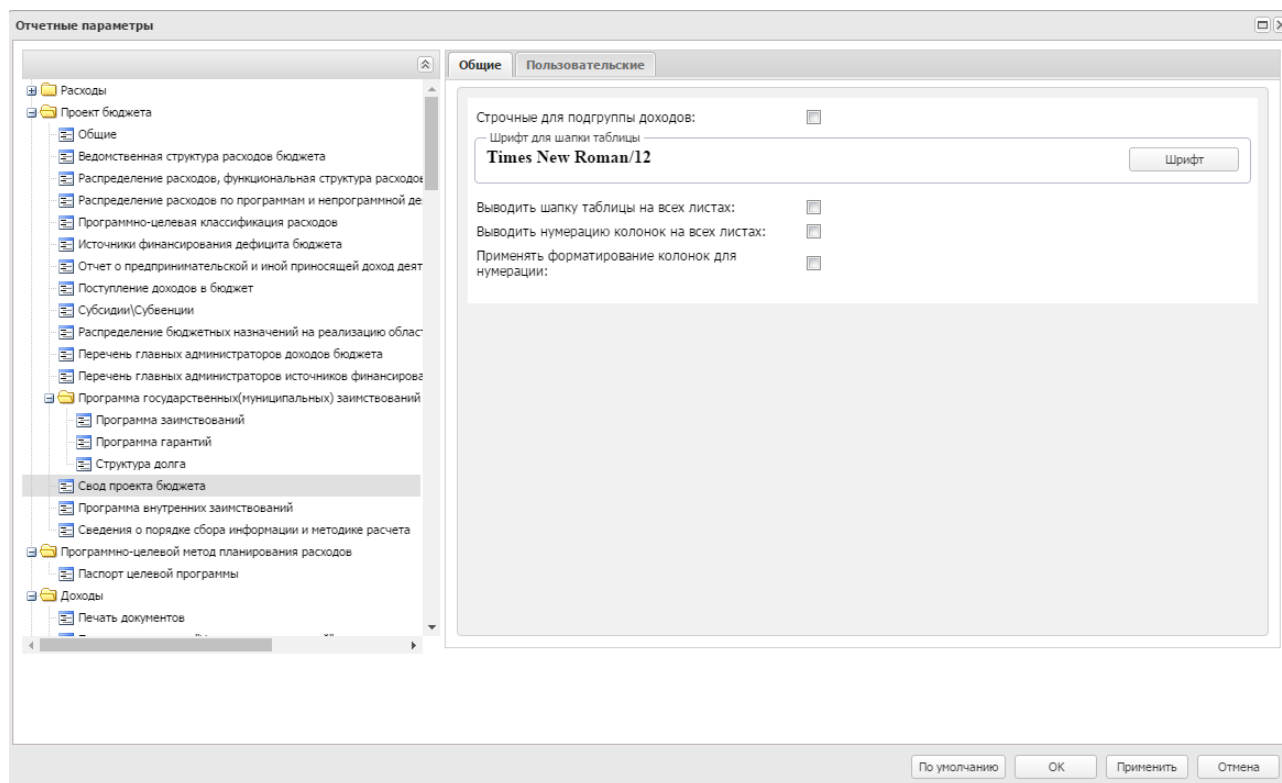 Отчетные параметры
Расходы
Проект бюджета
Общие
Ведомственная структура расходов бюджета
Распределение расходов, функциональная структура расходов
Распределение расходов по программам и непрограммной де
Программно-целевая классификация расходов
Источники финансирования дефицита бюджета
Отчет о предпринимательской и иной приносящей доход деят
Поступление доходов в бюджет
Субсидии\Субвенции
Распределение бюджетных назначений на реализацию облас
Перечень главных администраторов доходов бюджета
Перечень главных администраторов источников финансирова
Программа государственных(муниципальных) заимствований
Программа заимствований
Программа гарантий
Структура долга
Свод проекта бюджета
Программа внутренних заимствований
Сведения о порядке сбора информации и методике расчета
Программно-целевой метод планирования расходов
Паспорт целевой программы
Доходы
Печать документов
Общие Пользовательские
Строчные для подгруппы доходов:
Шрифт для шапки таблицы
Times New Roman/12 Шрифт
Выводить шапку таблицы на всех листах:
Выводить нумерацию колонок на всех листах:
Применять форматирование колонок для
нумерации:
По умолчанию ОК Применить Отмена